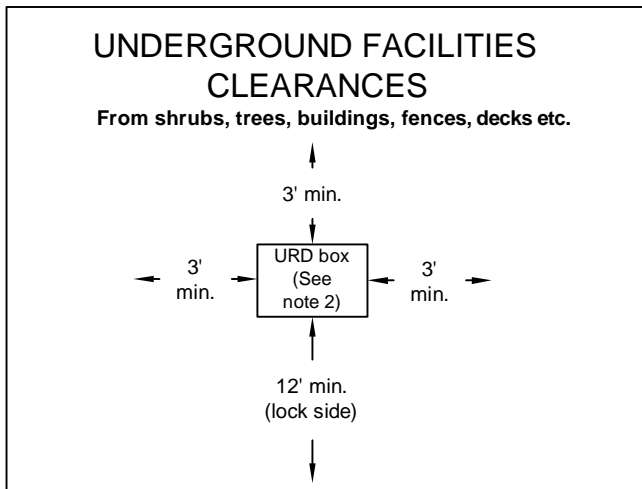 UNDERGROUND FACILITIES
CLEARANCES
From shrubs, trees, buildings, fences, decks etc.
3' min.
URD box
(See
note 2)
3'
min.
3'
min.
12' min.
(lock side)